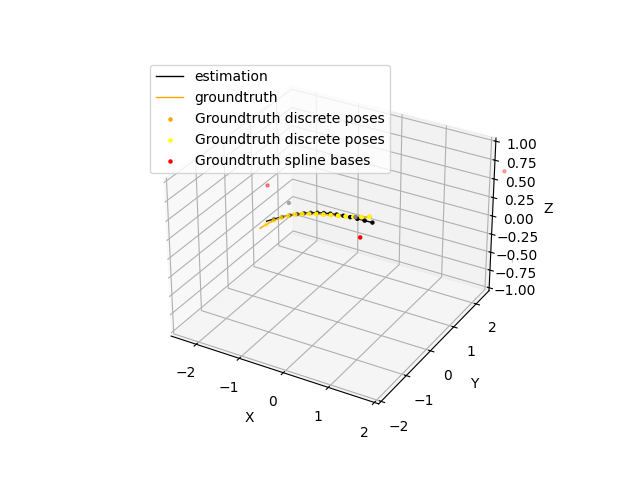 estimation
groundtruth
Groundtruth discrete poses
Groundtruth discrete poses
Groundtruth spline bases
1.00
0.75
0.50
0.25
0.00
−0.25
−0.50
−0.75
−1.00
Z
2
1
0
−1
−2
Y
−2
−1
0
1
2
X